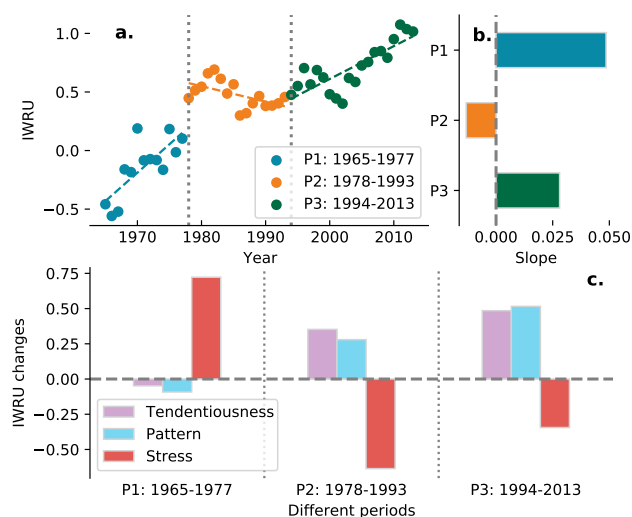 a.
1.0
0.5
0.0
−0.5
IWRU
P1: 1965-1977
P2: 1978-1993
P3: 1994-2013
1970 1980 1990 2000 2010
Year
b.
P1
P2
P3
0.000 0.025 0.050
Slope
c.
0.75
0.50
0.25
0.00
−0.25
−0.50
IWRU changes
Tendentiousness
Pattern
Stress
P1: 1965-1977 P2: 1978-1993 P3: 1994-2013
Different periods